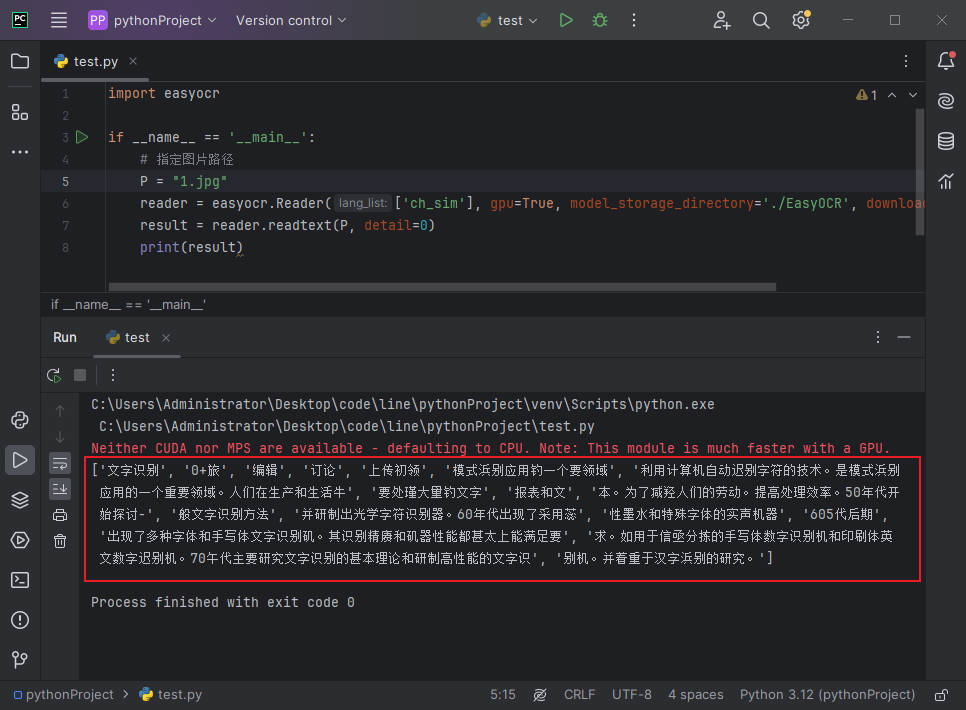 PC
PP pythonProject Version control test
test.py
1 import easyocr
1
2
3 if __name__ == '__main__':
4 # 指定图片路径
5 P = "1.jpg"
6 reader = easyocr.Reader( lang_list: ['ch_sim'], gpu=True, model_storage_directory='./EasyOCR', download
7 result = reader.readtext(P, detail=0)
8 print(result)
if __name__ == '__main__'
Run test
C:\Users\Administrator\Desktop\code\line\pythonProject\venv\Scripts\python.exe
C:\Users\Administrator\Desktop\code\line\pythonProject\test.py
Neither CUDA nor MPS are available - defaulting to CPU. Note: This module is much faster with a GPU.
['文字识别', '0+旅', '编辑', '订论', '上传初领', '模式浜别应用钓一个要领域', '利用计算机自动迟别字符的技术。是模式浜别
应用的一个重要领域。人们在生产和生活牛', '要处瑾大量钓文字', '报表和文', '本。为了减羟人们的劳动。提高处理效率。50年代开
始探讨-', '般文字识别方法', '并研制出光学字符识别器。60年代出现了采用蕊', '性墨水和特殊字体的实声机器', '605代后期',
'出现了多种字体和手写体文字识别矶。其识别精赓和矶器性能都甚太上能满足要', '求。如用于信亟分拣的手写体数字识别机和印刷体英
文数字迟别机。70年代主要研究文字识别的基本理论和研制高性能的文字识', '别机。并着重于汉字浜别的研究。']
Process finished with exit code 0
pythonProject test.py 5:15 CRLF UTF-8 4 spaces Python 3.12 (pythonProject)